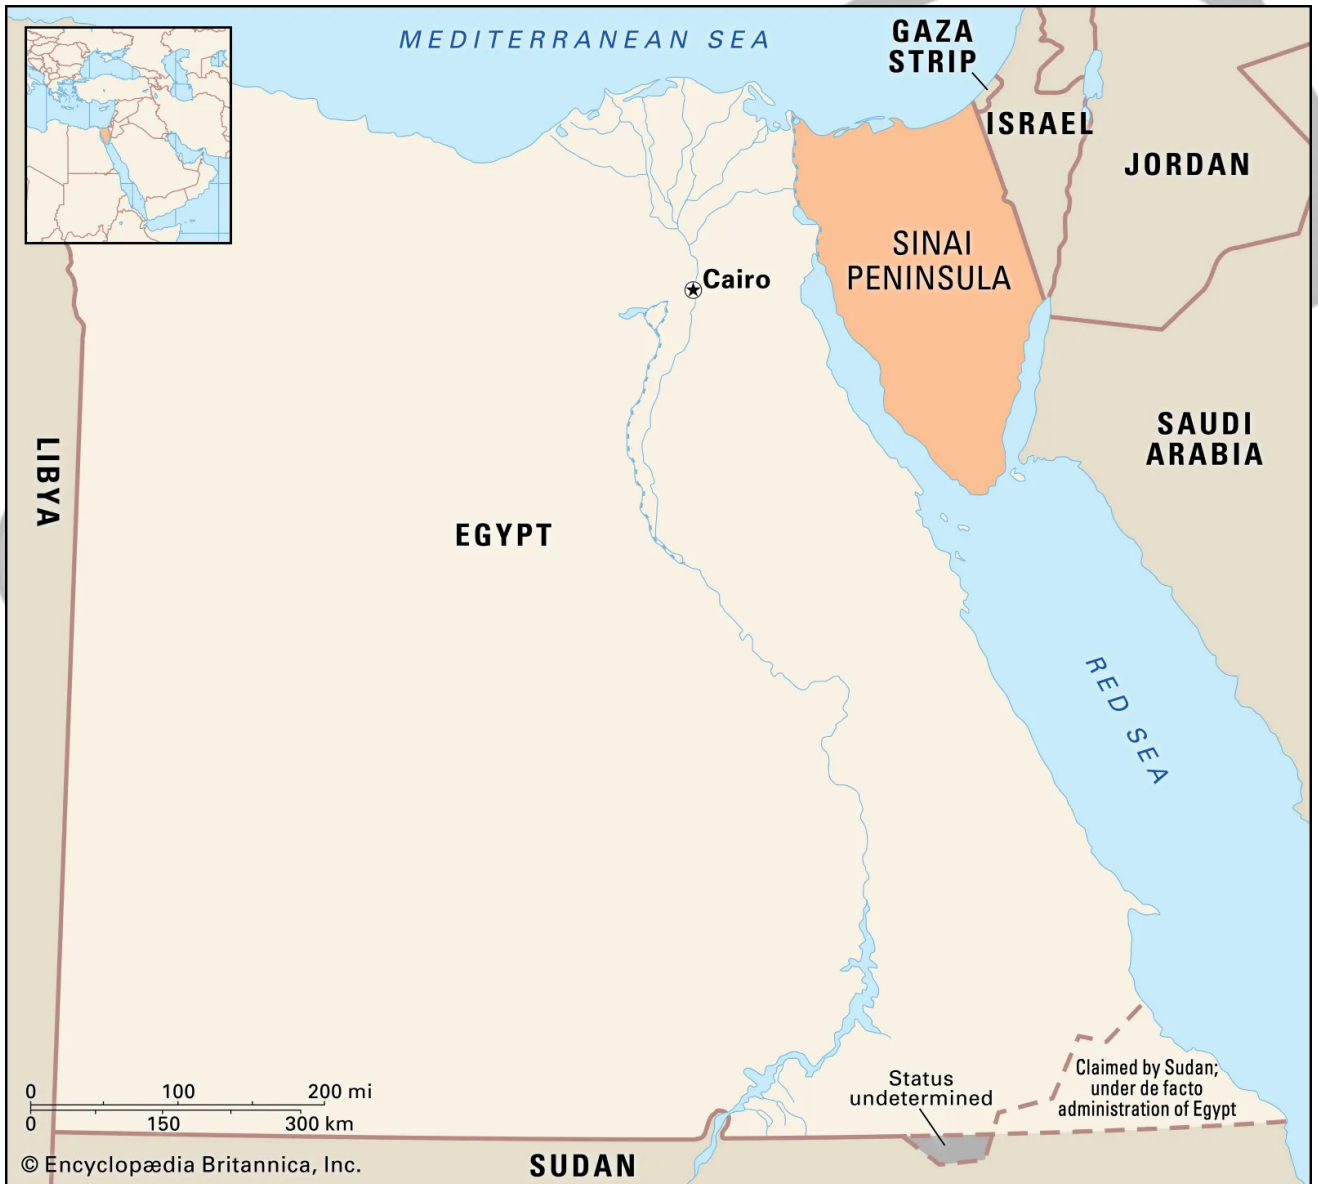 MEDITERRANEAN SEA
GAZA
STRIP
ISRAEL
JORDAN
SINAI
PENINSULA
Cairo
LIBYA
SAUDI
ARABIA
EGYPT
RED SEA
Claimed by Sudan;
under de facto
administration of Egypt
Status
undetermined
0 100 200 mi
0 150 300 km
SUDAN
© Encyclopædia Britannica, Inc.